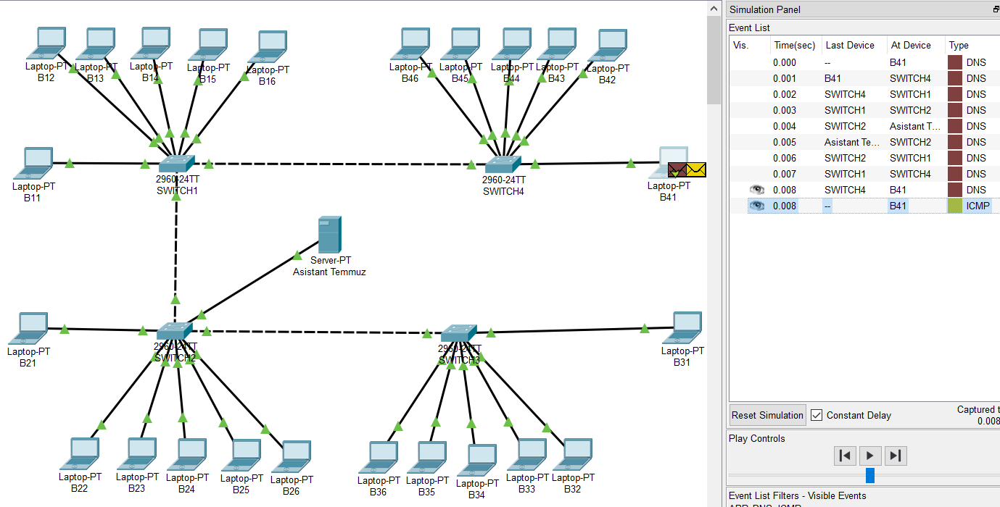 Laptop-PT
B12
Laptop-PT
B13
Laptop-PT
B14
Laptop-PT
B15
Laptop-PT
B16
Laptop-PT
B46
Laptop-PT
B45
Laptop-PT
B44
Laptop-PT
B43
Laptop-PT
B42
Laptop-PT
B11
2960-24TT
SWITCH1
2960-24TT
SWITCH4
Laptop-PT
B41
Server-PT
Asistant Temmuz
Laptop-PT
B21
2960-24TT
SWITCH2
2960-24TT
SWITCH3
Laptop-PT
B31
Laptop-PT
B22
Laptop-PT
B23
Laptop-PT
B24
Laptop-PT
B25
Laptop-PT
B26
Laptop-PT
B36
Laptop-PT
B35
Laptop-PT
B34
Laptop-PT
B33
Laptop-PT
B32
Simulation Panel
Event List
Vis. Time(sec) Last Device At Device Type
0.000 -- B41 DNS
0.001 B41 SWITCH4 DNS
0.002 SWITCH4 SWITCH1 DNS
0.003 SWITCH1 SWITCH2 DNS
0.004 SWITCH2 Asistant T... DNS
0.005 Asistant Te... SWITCH2 DNS
0.006 SWITCH2 SWITCH1 DNS
0.007 SWITCH1 SWITCH4 DNS
0.008 SWITCH4 B41 DNS
0.008 -- B41 ICMP
Reset Simulation Constant Delay Captured t
0.008
Play Controls
Event List Filters - Visible Events